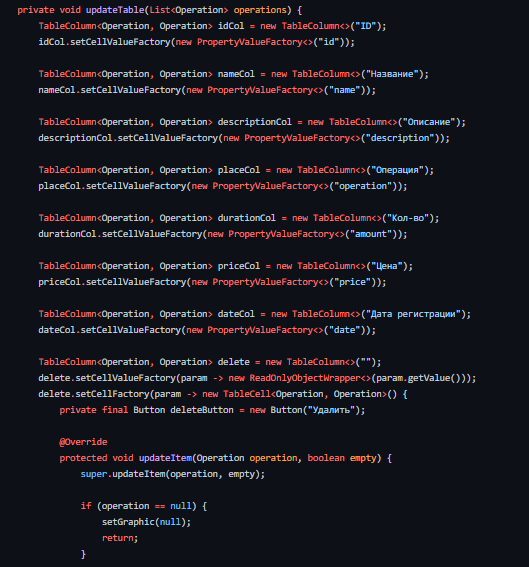 private void updateTable(List<Operation> operations) {
TableColumn<Operation, Operation> idCol = new TableColumn<>("ID");
idCol.setCellValueFactory(new PropertyValueFactory<>("id"));
TableColumn<Operation, Operation> nameCol = new TableColumn<>("Название");
nameCol.setCellValueFactory(new PropertyValueFactory<>("name"));
TableColumn<Operation, Operation> descriptionCol = new TableColumn<>("Описание");
descriptionCol.setCellValueFactory(new PropertyValueFactory<>("description"));
TableColumn<Operation, Operation> placeCol = new TableColumn<>("Операция");
placeCol.setCellValueFactory(new PropertyValueFactory<>("operation"));
TableColumn<Operation, Operation> durationCol = new TableColumn<>("Кол-во");
durationCol.setCellValueFactory(new PropertyValueFactory<>("amount"));
TableColumn<Operation, Operation> priceCol = new TableColumn<>("Цена");
priceCol.setCellValueFactory(new PropertyValueFactory<>("price"));
TableColumn<Operation, Operation> dateCol = new TableColumn<>("Дата регистрации");
dateCol.setCellValueFactory(new PropertyValueFactory<>("date"));
TableColumn<Operation, Operation> delete = new TableColumn<>("");
delete.setCellValueFactory(param -> new ReadOnlyObjectWrapper<>(param.getValue()));
delete.setCellFactory(param -> new TableCell<Operation, Operation>() {
private final Button deleteButton = new Button("Удалить");
@Override
protected void updateItem(Operation operation, boolean empty) {
super.updateItem(operation, empty);
if (operation == null) {
setGraphic(null);
return;
}